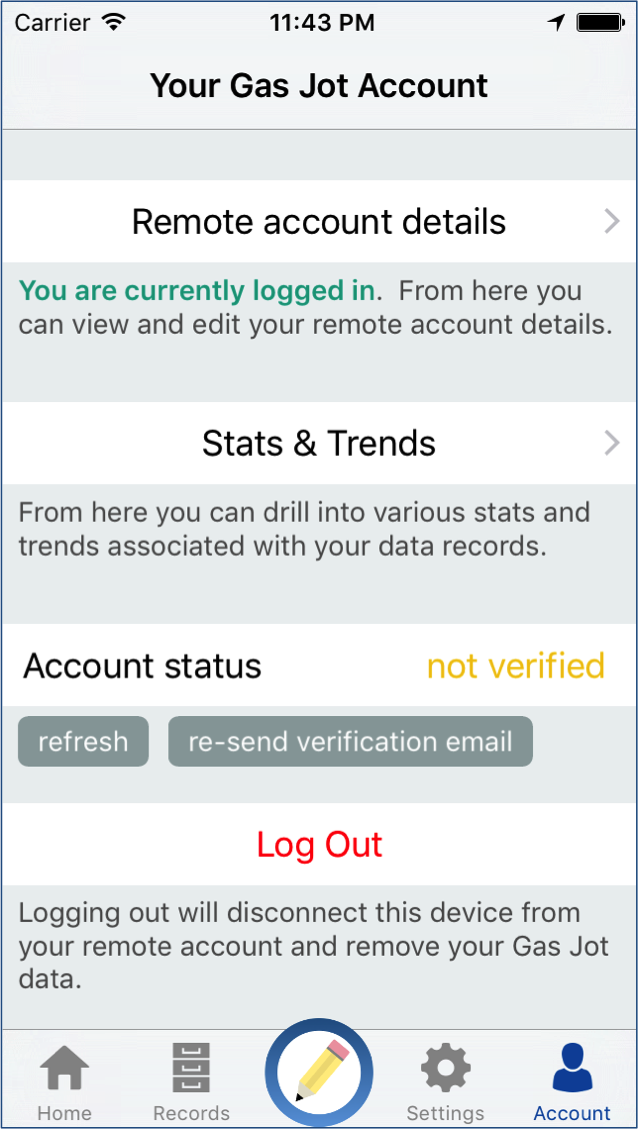 Carrier 11:43 PM
Your Gas Jot Account
Remote account details
You are currently logged in.  From here you
can view and edit your remote account details.
Stats & Trends
From here you can drill into various stats and
trends associated with your data records.
Account status not verified
refresh re-send verification email
Log Out
Logging out will disconnect this device from
your remote account and remove your Gas Jot
data.
Home Records Settings Account